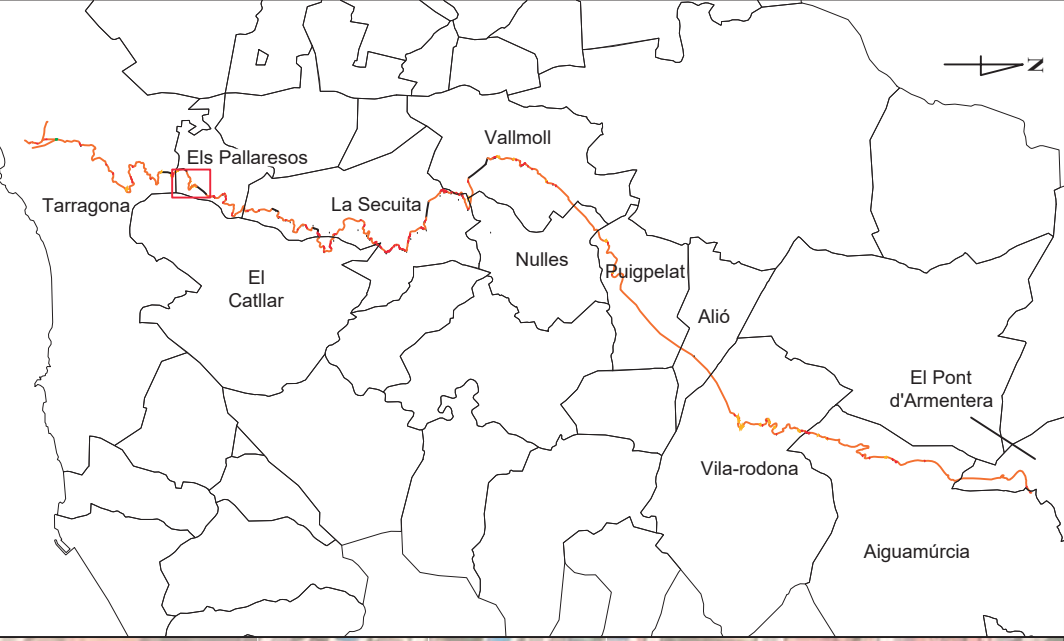 N
Vallmoll
Els Pallaresos
Tarragona
La Secuita
Nulles
Puigpelat
El
Catllar
Alió
El Pont
d'Armentera
Vila-rodona
Aiguamúrcia